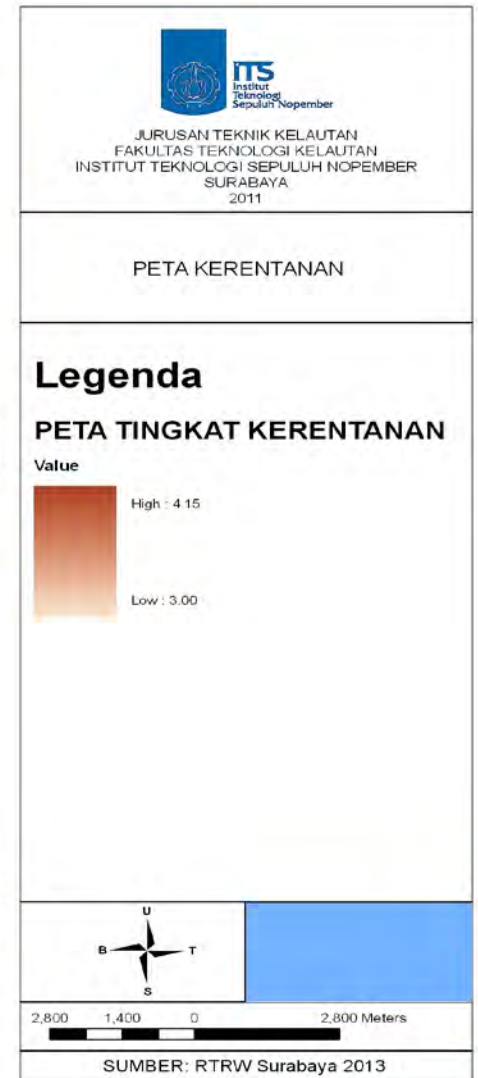 ITS
Institut
Teknologi
Sepuluh Nopember
JURUSAN TEKNIK KELAUTAN
FAKULTAS TEKNOLOGI KELAUTAN
INSTITUT TEKNOLOGI SEPULUH NOPEMBER
SURABAYA
2011
PETA KERENTANAN
Legenda
PETA TINGKAT KERENTANAN
Value
High : 4.15
Low : 3.00
U
B T
S
2,800 1,400 0 2,800 Meters
SUMBER: RTRW Surabaya 2013